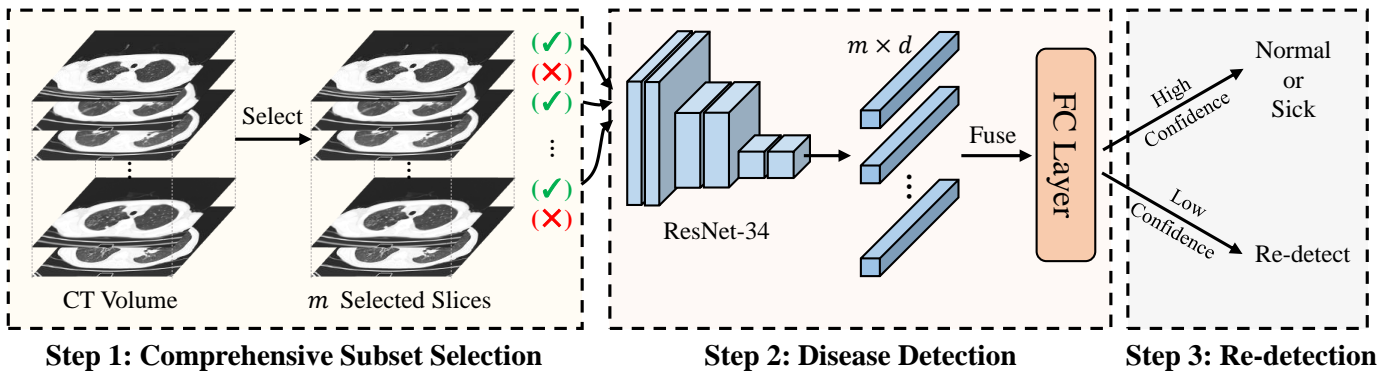 Select
(✓)
(✕)
(✓)
⋮
(✓)
(✕)
CT Volume
m Selected Slices
Step 1: Comprehensive Subset Selection
ResNet-34
m × d
Fuse
FC Layer
Step 2: Disease Detection
High
Confidence
Normal
or
Sick
Low
Confidence
Re-detect
Step 3: Re-detection